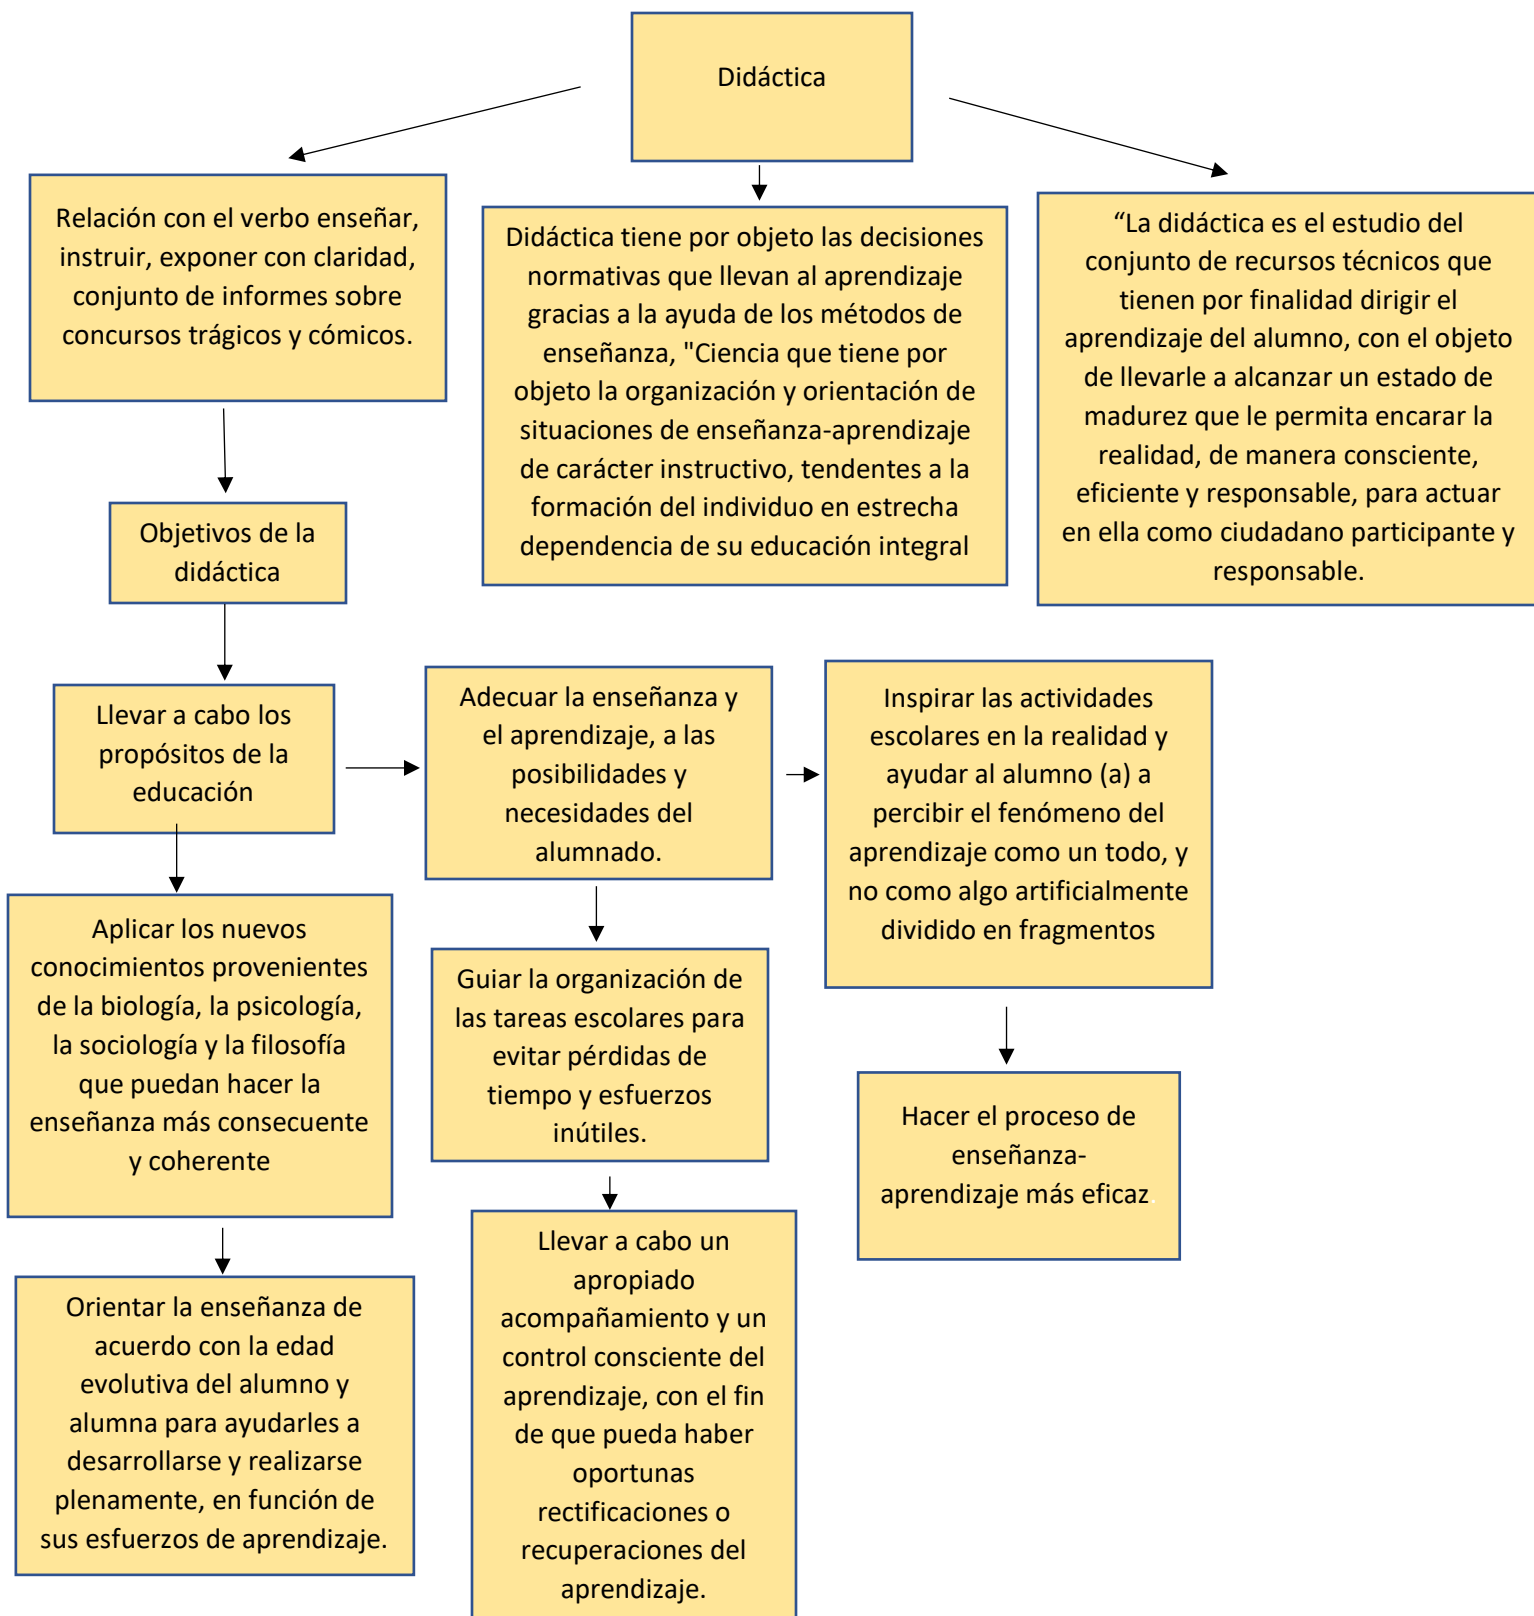 Didáctica
Relación con el verbo enseñar,
instruir, exponer con claridad,
conjunto de informes sobre
concursos trágicos y cómicos.
Didáctica tiene por objeto las decisiones
normativas que llevan al aprendizaje
gracias a la ayuda de los métodos de
enseñanza, "Ciencia que tiene por
objeto la organización y orientación de
situaciones de enseñanza-aprendizaje
de carácter instructivo, tendentes a la
formación del individuo en estrecha
dependencia de su educación integral
“La didáctica es el estudio del
conjunto de recursos técnicos que
tienen por finalidad dirigir el
aprendizaje del alumno, con el objeto
de llevarle a alcanzar un estado de
madurez que le permita encarar la
realidad, de manera consciente,
eficiente y responsable, para actuar
en ella como ciudadano participante y
responsable.
Objetivos de la
didáctica
Llevar a cabo los
propósitos de la
educación
Adecuar la enseñanza y
el aprendizaje, a las
posibilidades y
necesidades del
alumnado.
Inspirar las actividades
escolares en la realidad y
ayudar al alumno (a) a
percibir el fenómeno del
aprendizaje como un todo, y
no como algo artificialmente
dividido en fragmentos
Aplicar los nuevos
conocimientos provenientes
de la biología, la psicología,
la sociología y la filosofía
que puedan hacer la
enseñanza más consecuente
y coherente
Guiar la organización de
las tareas escolares para
evitar pérdidas de
tiempo y esfuerzos
inútiles.
Hacer el proceso de
enseñanza-
aprendizaje más eficaz.
Orientar la enseñanza de
acuerdo con la edad
evolutiva del alumno y
alumna para ayudarles a
desarrollarse y realizarse
plenamente, en función de
sus esfuerzos de aprendizaje.
Llevar a cabo un
apropiado
acompañamiento y un
control consciente del
aprendizaje, con el fin
de que pueda haber
oportunas
rectificaciones o
recuperaciones del
aprendizaje.